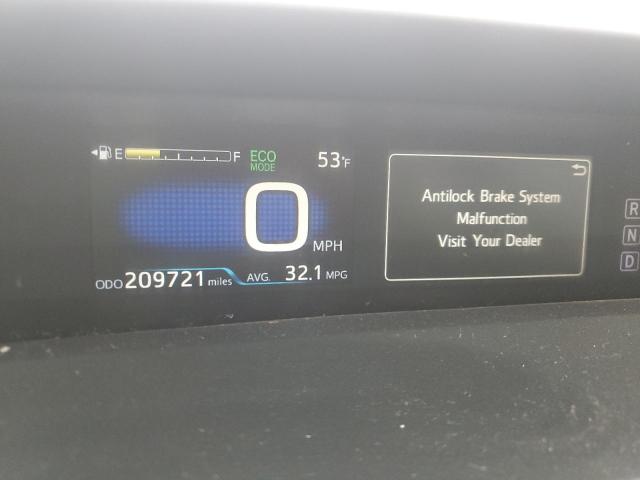 E F ECO 53°F
MODE
0 MPH
ODO 209721 miles AVG. 32.1 MPG
Antilock Brake System
Malfunction
Visit Your Dealer
R
N
D